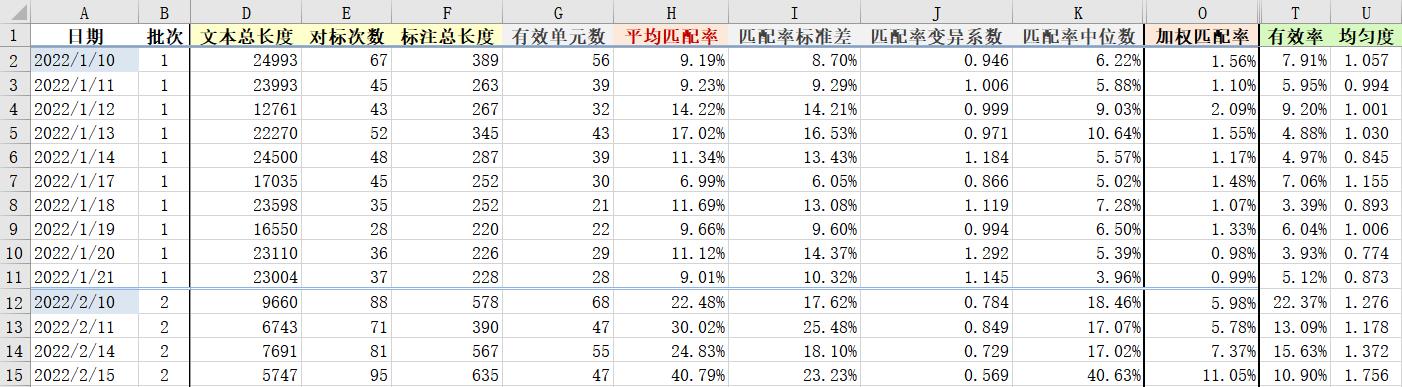 A B D E F G H I J K O T U
1 日期 批次 文本总长度 对标次数 标注总长度 有效单元数 平均匹配率 匹配率标准差 匹配率变异系数 匹配率中位数 加权匹配率 有效率 均匀度
2 2022/1/10 1 24993 67 389 56 9.19% 8.70% 0.946 6.22% 1.56% 7.91% 1.057
3 2022/1/11 1 23993 45 263 39 9.23% 9.29% 1.006 5.88% 1.10% 5.95% 0.994
4 2022/1/12 1 12761 43 267 32 14.22% 14.21% 0.999 9.03% 2.09% 9.20% 1.001
5 2022/1/13 1 22270 52 345 43 17.02% 16.53% 0.971 10.64% 1.55% 4.88% 1.030
6 2022/1/14 1 24500 48 287 39 11.34% 13.43% 1.184 5.57% 1.17% 4.97% 0.845
7 2022/1/17 1 17035 45 252 30 6.99% 6.05% 0.866 5.02% 1.48% 7.06% 1.155
8 2022/1/18 1 23598 35 252 21 11.69% 13.08% 1.119 7.28% 1.07% 3.39% 0.893
9 2022/1/19 1 16550 28 220 22 9.66% 9.60% 0.994 6.50% 1.33% 6.04% 1.006
10 2022/1/20 1 23110 36 226 29 11.12% 14.37% 1.292 5.39% 0.98% 3.93% 0.774
11 2022/1/21 1 23004 37 228 28 9.01% 10.32% 1.145 3.96% 0.99% 5.12% 0.873
12 2022/2/10 2 9660 88 578 68 22.48% 17.62% 0.784 18.46% 5.98% 22.37% 1.276
13 2022/2/11 2 6743 71 390 47 30.02% 25.48% 0.849 17.07% 5.78% 13.09% 1.178
14 2022/2/14 2 7691 81 567 55 24.83% 18.10% 0.729 17.02% 7.37% 15.63% 1.372
15 2022/2/15 2 5747 95 635 47 40.79% 23.23% 0.569 40.63% 11.05% 10.90% 1.756